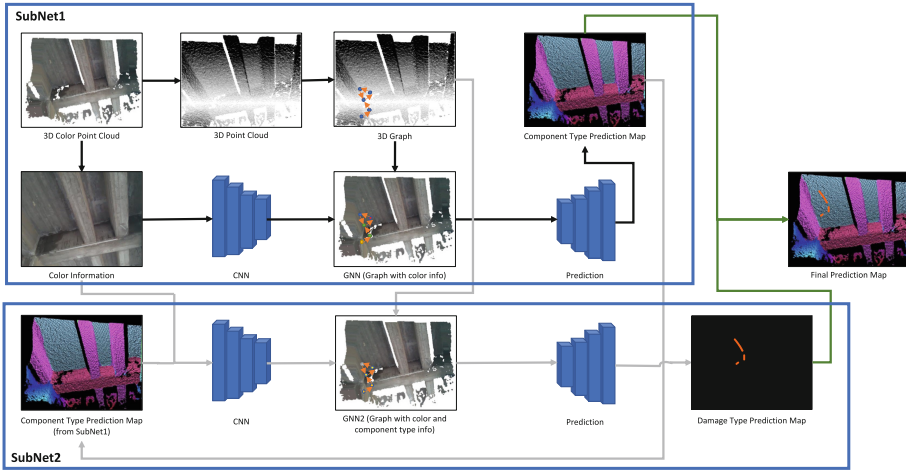 SubNet1
3D Color Point Cloud
3D Point Cloud
3D Graph
Component Type Prediction Map
Color Information
CNN
GNN (Graph with color info)
Prediction
Final Prediction Map
Component Type Prediction Map
(from SubNet1)
CNN
GNN2 (Graph with color and
component type info)
Prediction
Damage Type Prediction Map
SubNet2